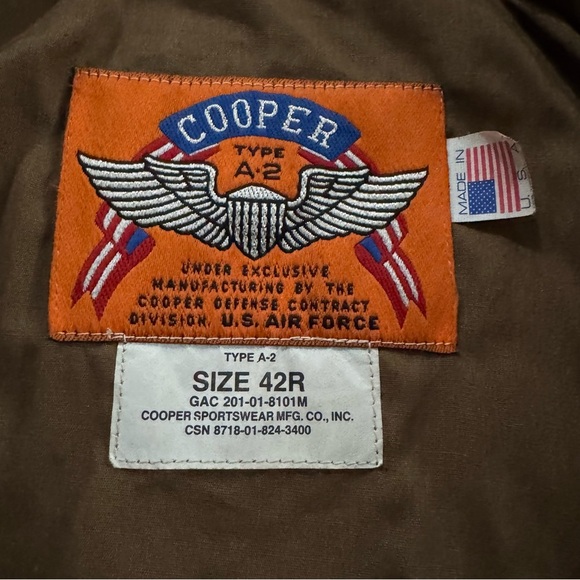 COOPER
TYPE
A-2
UNDER EXCLUSIVE
MANUFACTURING BY THE
COOPER DEFENSE CONTRACT
DIVISION, U.S. AIR FORCE
MADE IN
U.S.A
TYPE A-2
SIZE 42R
GAC 201-01-8101M
COOPER SPORTSWEAR MFG. CO., INC.
CSN 8718-01-824-3400